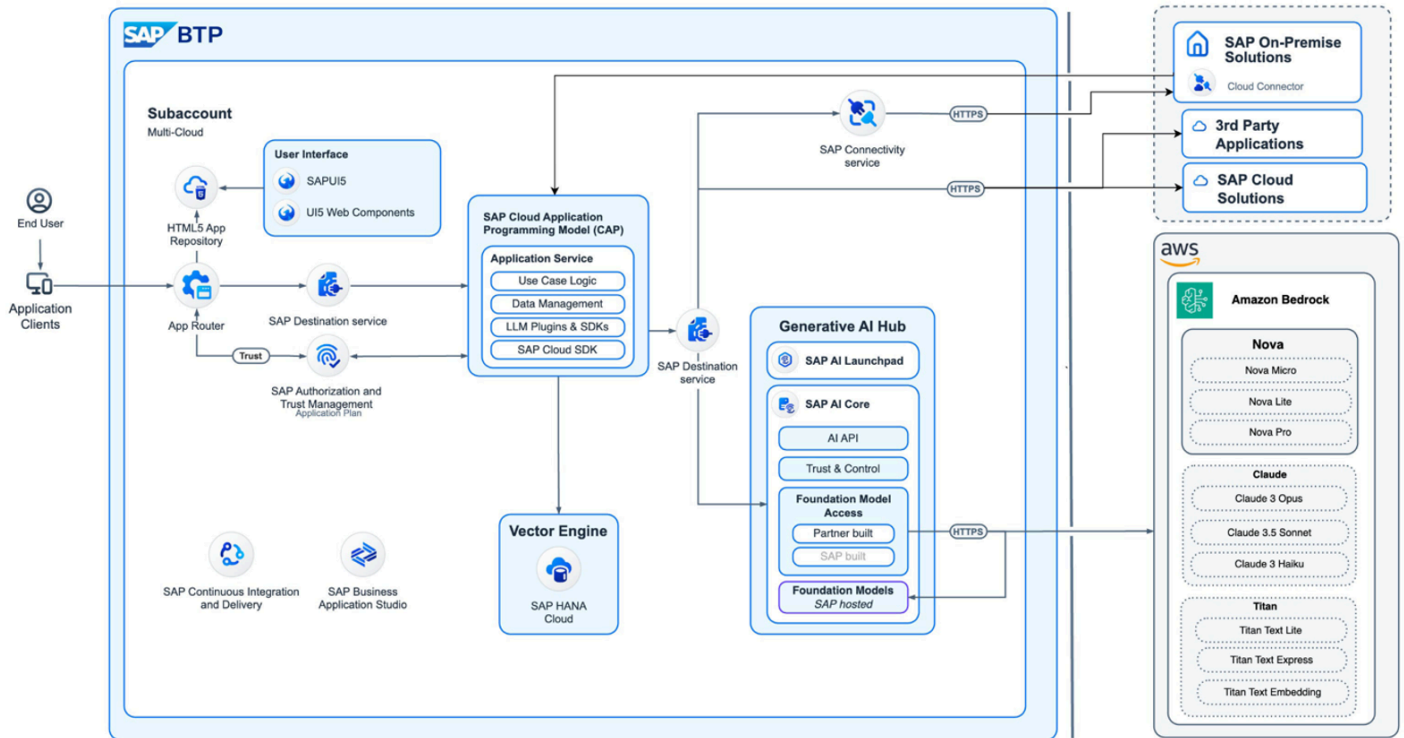 SAP BTP
Subaccount
Multi-Cloud
End User
Application
Clients
User Interface
SAPUI5
UI5 Web Components
HTML5 App
Repository
App Router
SAP Destination service
Trust
SAP Authorization and
Trust Management
Application Plan
SAP Cloud Application
Programming Model (CAP)
Application Service
Use Case Logic
Data Management
LLM Plugins & SDKs
SAP Cloud SDK
Vector Engine
SAP HANA
Cloud
SAP Continuous Integration
and Delivery
SAP Business
Application Studio
SAP Destination
service
SAP Connectivity
service
HTTPS
HTTPS
Generative AI Hub
SAP AI Launchpad
SAP AI Core
AI API
Trust & Control
Foundation Model
Access
Partner built
SAP built
Foundation Models
SAP hosted
HTTPS
SAP On-Premise
Solutions
Cloud Connector
3rd Party
Applications
SAP Cloud
Solutions
aws
Amazon Bedrock
Nova
Nova Micro
Nova Lite
Nova Pro
Claude
Claude 3 Opus
Claude 3.5 Sonnet
Claude 3 Haiku
Titan
Titan Text Lite
Titan Text Express
Titan Text Embedding